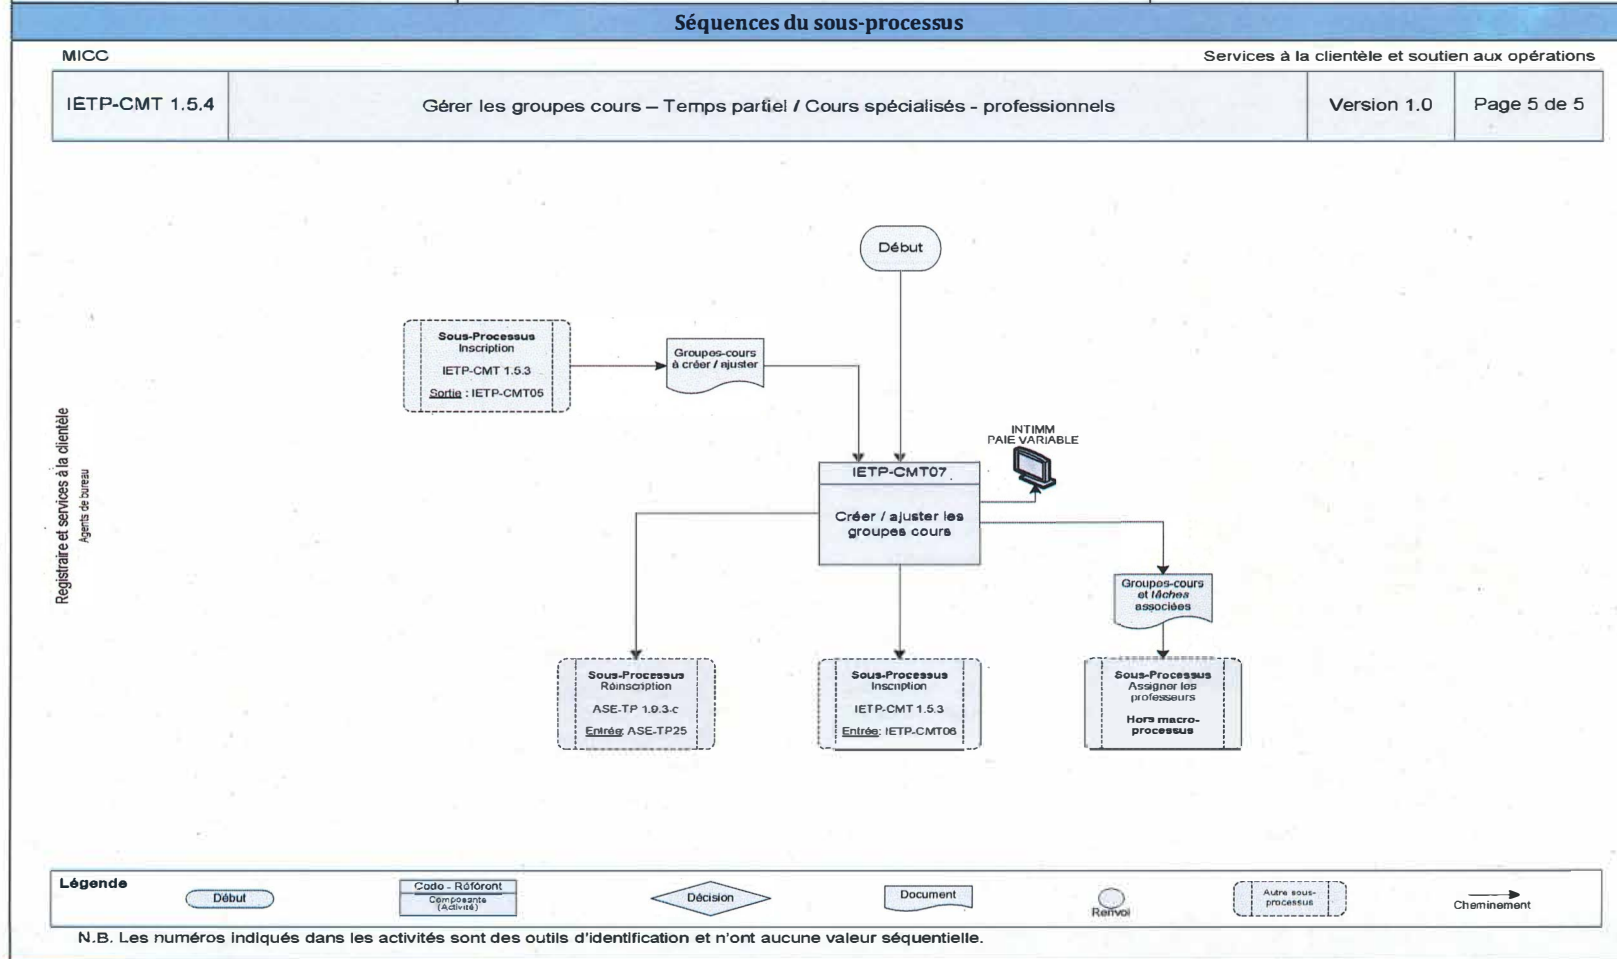 Séquences du sous-processus
MICC
Services à la clientèle et soutien aux opérations
IETP-CMT 1.5.4
Gérer les groupes cours – Temps partiel / Cours spécialisés - professionnels
Version 1.0
Page 5 de 5
Début
Sous-Processus
Inscription
IETP-CMT 1.5.3
Sortie : IETP-CMT05
Groupes-cours
à créer / ajuster
INTIMM
PAIE VARIABLE
IETP-CMT07
Créer / ajuster les
groupes cours
Registraire et services à la clientèle
Agents de bureau
Groupes-cours
et tâches
associées
Sous-Processus
Réinscription
ASE-TP 1.9.3-c
Entrée: ASE-TP25
Sous-Processus
Inscription
IETP-CMT 1.5.3
Entrée: IETP-CMT06
Sous-Processus
Assigner les
professeurs
Hors macro-
processus
Légende
Début
Code - Référent
Composante
(Activité)
Décision
Document
Renvoi
Autre sous-
processus
Cheminement
N.B. Les numéros indiqués dans les activités sont des outils d'identification et n'ont aucune valeur séquentielle.